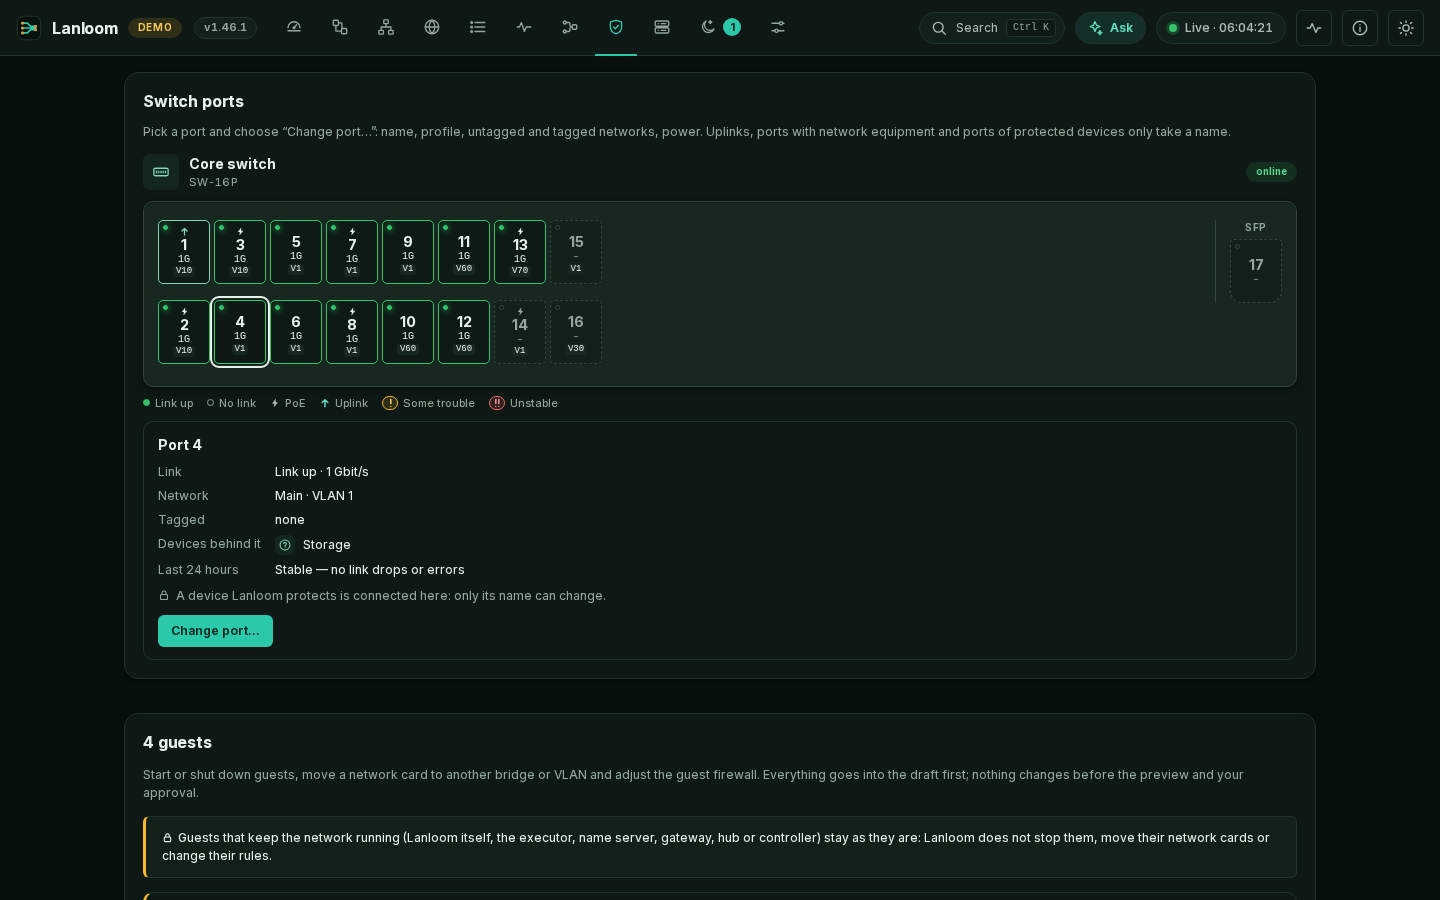 Lanloom DEMO v1.46.1 1 Search Ctrl K Ask Live · 06:04:21
Switch ports
Pick a port and choose “Change port…”: name, profile, untagged and tagged networks, power. Uplinks, ports with network equipment and ports of protected devices only take a name.
Core switch
SW-16P
online
1 3 5 7 9 11 13 15 SFP
1G 1G 1G 1G 1G 1G 1G – 17
V10 V10 V1 V1 V1 V60 V70 V1 –
2 4 6 8 10 12 14 16
1G 1G 1G 1G 1G 1G – –
V10 V1 V1 V1 V60 V60 V1 V30
Link up No link PoE Uplink ! Some trouble !! Unstable
Port 4
Link Link up · 1 Gbit/s
Network Main · VLAN 1
Tagged none
Devices behind it Storage
Last 24 hours Stable — no link drops or errors
A device Lanloom protects is connected here: only its name can change.
Change port…
4 guests
Start or shut down guests, move a network card to another bridge or VLAN and adjust the guest firewall. Everything goes into the draft first; nothing changes before the preview and your
approval.
Guests that keep the network running (Lanloom itself, the executor, name server, gateway, hub or controller) stay as they are: Lanloom does not stop them, move their network cards or
change their rules.